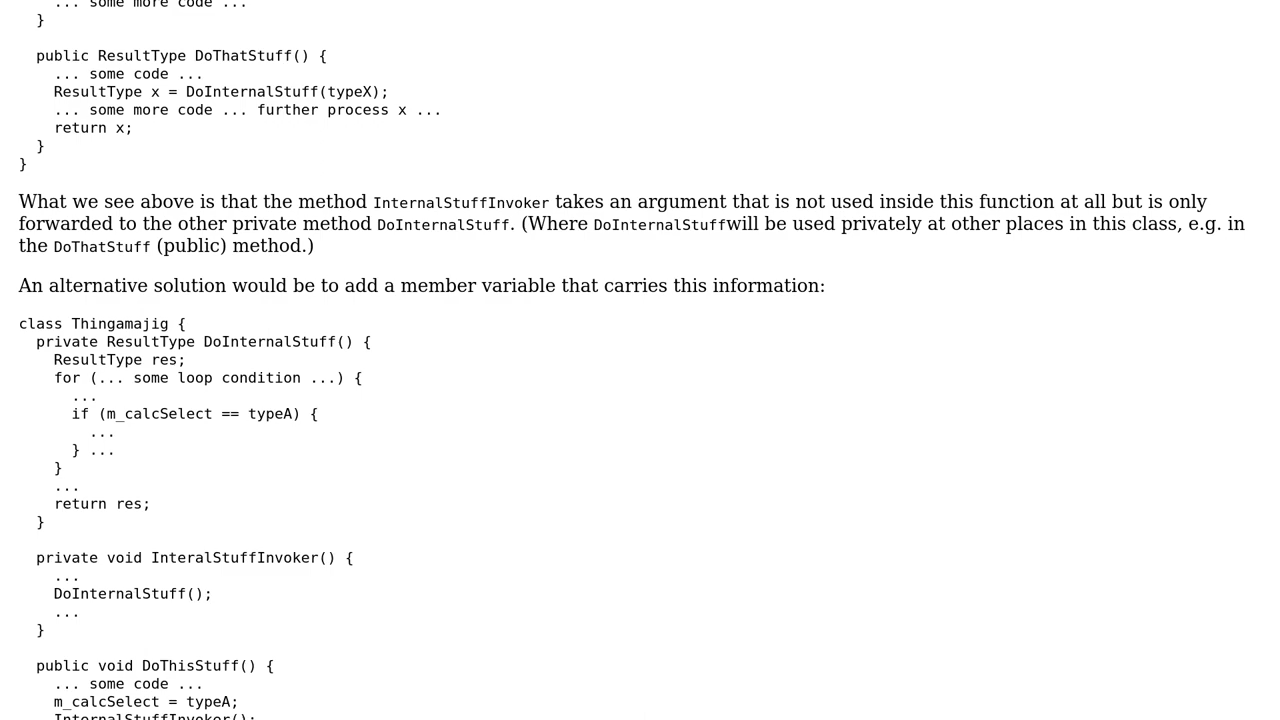 ... some more code ...
}
public ResultType DoThatStuff() {
... some code ...
ResultType x = DoInternalStuff(typeX);
... some more code ... further process x ...
return x;
}
}
What we see above is that the method InternalStuffInvoker takes an argument that is not used inside this function at all but is only
forwarded to the other private method DoInternalStuff. (Where DoInternalStuffwill be used privately at other places in this class, e.g. in
the DoThatStuff (public) method.)
An alternative solution would be to add a member variable that carries this information:
class Thingamajig {
private ResultType DoInternalStuff() {
ResultType res;
for (... some loop condition ...) {
...
if (m_calcSelect == typeA) {
...
} ...
}
...
return res;
}
private void InteralStuffInvoker() {
...
DoInternalStuff();
...
}
public void DoThisStuff() {
... some code ...
m_calcSelect = typeA;
InternalStuffInvoker();